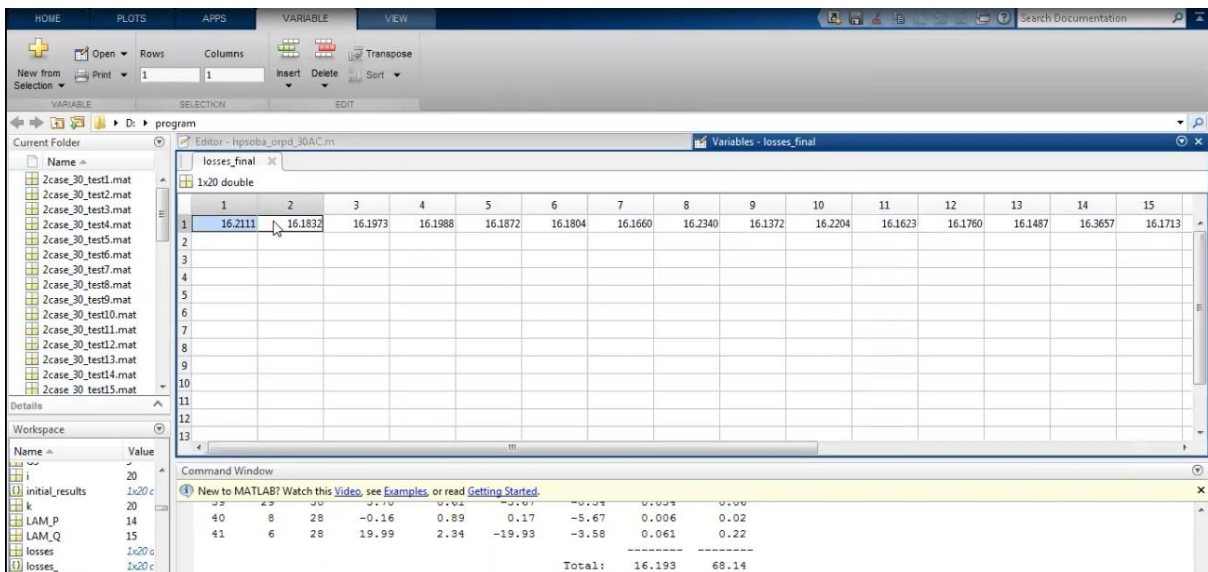 HOME PLOTS APPS VARIABLE VIEW
Search Documentation
New from Selection
Open
Print
Rows
1
Columns
1
Insert
Delete
Transpose
Sort
VARIABLE SELECTION EDIT
D: program
Current Folder
Name
2case_30_test1.mat
2case_30_test2.mat
2case_30_test3.mat
2case_30_test4.mat
2case_30_test5.mat
2case_30_test6.mat
2case_30_test7.mat
2case_30_test8.mat
2case_30_test9.mat
2case_30_test10.mat
2case_30_test11.mat
2case_30_test12.mat
2case_30_test13.mat
2case_30_test14.mat
2case_30_test15.mat
Details
Workspace
Name Value
i 20
initial_results 1x20 c
k 20
LAM_P 14
LAM_Q 15
losses 1x20
losses_ 1x20 c
Editor - hpsoba_orpd_30AC.m
Variables - losses_final
losses_final
1x20 double
1 2 3 4 5 6 7 8 9 10 11 12 13 14 15
1 16.2111 16.1832 16.1973 16.1988 16.1872 16.1804 16.1660 16.2340 16.1372 16.2204 16.1623 16.1760 16.1487 16.3657 16.1713
2
3
4
5
6
7
8
9
10
11
12
13
Command Window
New to MATLAB? Watch this Video, see Examples, or read Getting Started.
40 8 28 -0.16 0.89 0.17 -5.67 0.006 0.02
41 6 28 19.99 2.34 -19.93 -3.58 0.061 0.22
-------- --------
Total: 16.193 68.14